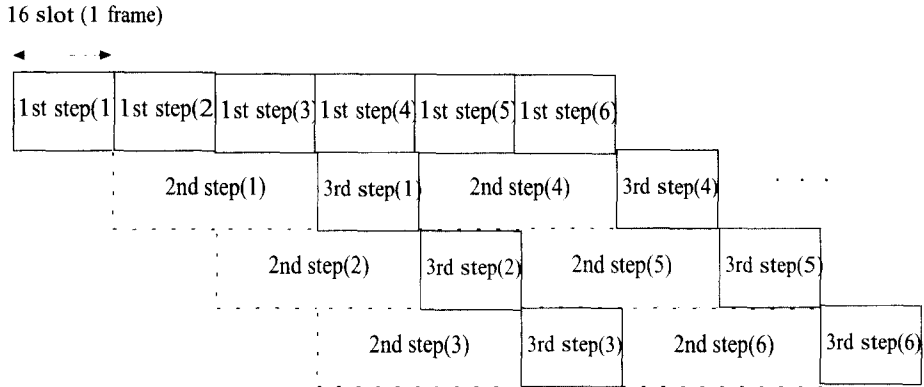 16 slot (1 frame)
1st step(1 1st step(2 1st step(3) 1st step(4) 1st step(5) 1st step(6)
2nd step(1) 3rd step(1) 2nd step(4) 3rd step(4) . . .
2nd step(2) 3rd step(2) 2nd step(5) 3rd step(5)
2nd step(3) 3rd step(3) 2nd step(6) 3rd step(6)